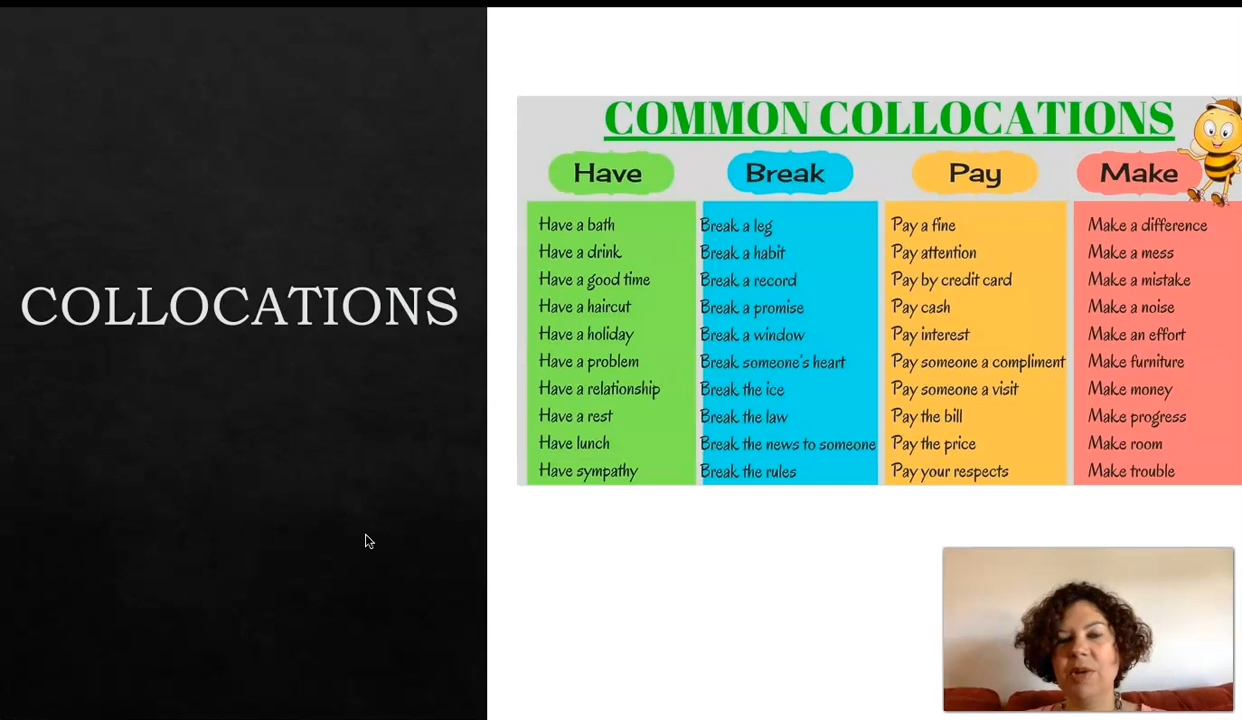 COLLOCATIONS
COMMON COLLOCATIONS
Have
Have a bath
Have a drink
Have a good time
Have a haircut
Have a holiday
Have a problem
Have a relationship
Have a rest
Have lunch
Have sympathy
Break
Break a leg
Break a habit
Break a record
Break a promise
Break a window
Break someone's heart
Break the ice
Break the law
Break the news to someone
Break the rules
Pay
Pay a fine
Pay attention
Pay by credit card
Pay cash
Pay interest
Pay someone a compliment
Pay someone a visit
Pay the bill
Pay the price
Pay your respects
Make
Make a difference
Make a mess
Make a mistake
Make a noise
Make an effort
Make furniture
Make money
Make progress
Make room
Make trouble